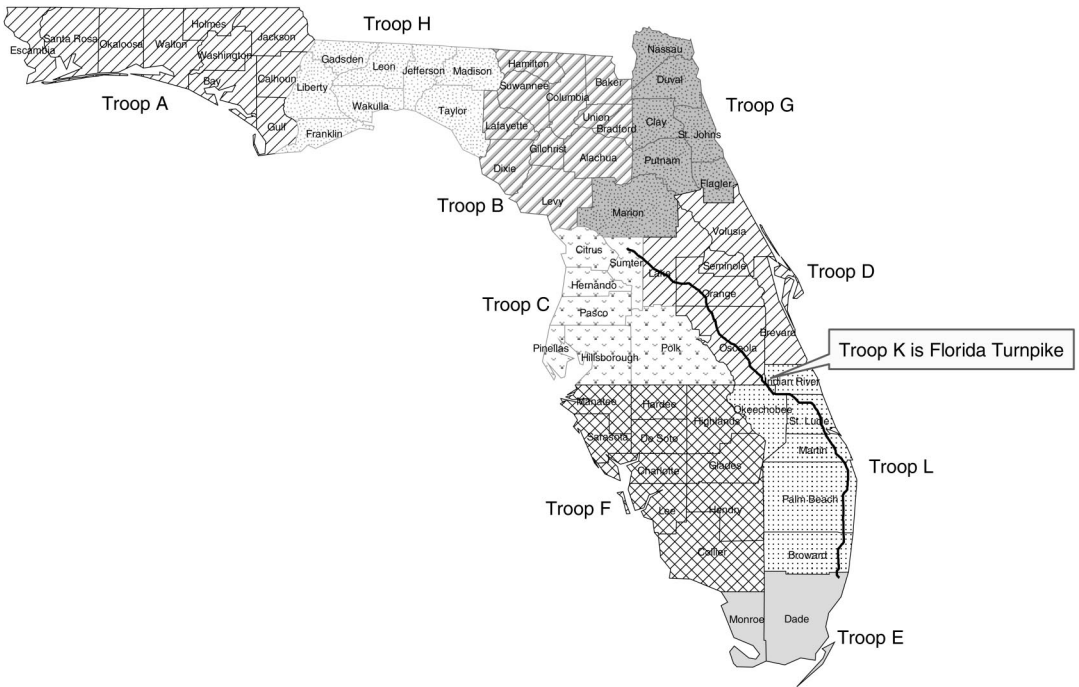 Troop H
Holmes
Escambia
Santa Rosa
Okaloosa
Walton
Washington
Jackson
Bay
Calhoun
Gulf
Troop A
Gadsden
Leon
Jefferson
Madison
Liberty
Wakulla
Taylor
Franklin
Hamilton
Suwannee
Columbia
Baker
Union
Bradford
Lafayette
Gilchrist
Alachua
Dixie
Levy
Troop B
Nassau
Duval
Clay
St. Johns
Putnam
Flagler
Marion
Troop G
Citrus
Sumter
Hernando
Pasco
Pinellas
Hillsborough
Polk
Troop C
Volusia
Lake
Seminole
Orange
Osceola
Brevard
Troop D
Troop K is Florida Turnpike
Indian River
Okeechobee
St. Lucie
Martin
Palm Beach
Broward
Troop L
Manatee
Hardee
Highlands
Sarasota
De Soto
Charlotte
Glades
Lee
Hendry
Collier
Troop F
Monroe
Dade
Troop E